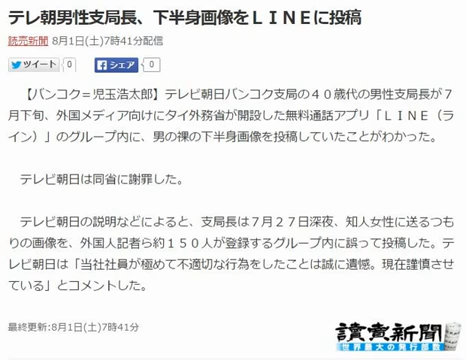 テレ朝男性支局長、下半身画像をＬＩＮＥに投稿
読売新聞 8月1日(土)7時41分配信
ツイート 0 シェア 0
【バンコク＝児玉浩太郎】テレビ朝日バンコク支局の４０歳代の男性支局長が７
月下旬、外国メディア向けにタイ外務省が開設した無料通話アプリ「ＬＩＮＥ（ラ
イン）」のグループ内に、男の裸の下半身画像を投稿していたことがわかった。
テレビ朝日は同省に謝罪した。
テレビ朝日の説明などによると、支局長は７月２７日深夜、知人女性に送るつも
りの画像を、外国人記者ら約１５０人が登録するグループ内に誤って投稿した。テ
レビ朝日は「当社社員が極めて不適切な行為をしたことは誠に遺憾。現在謹慎させ
ている」とコメントした。
最終更新:8月1日(土)7時41分
讀賣新聞
世界最大の発行部数